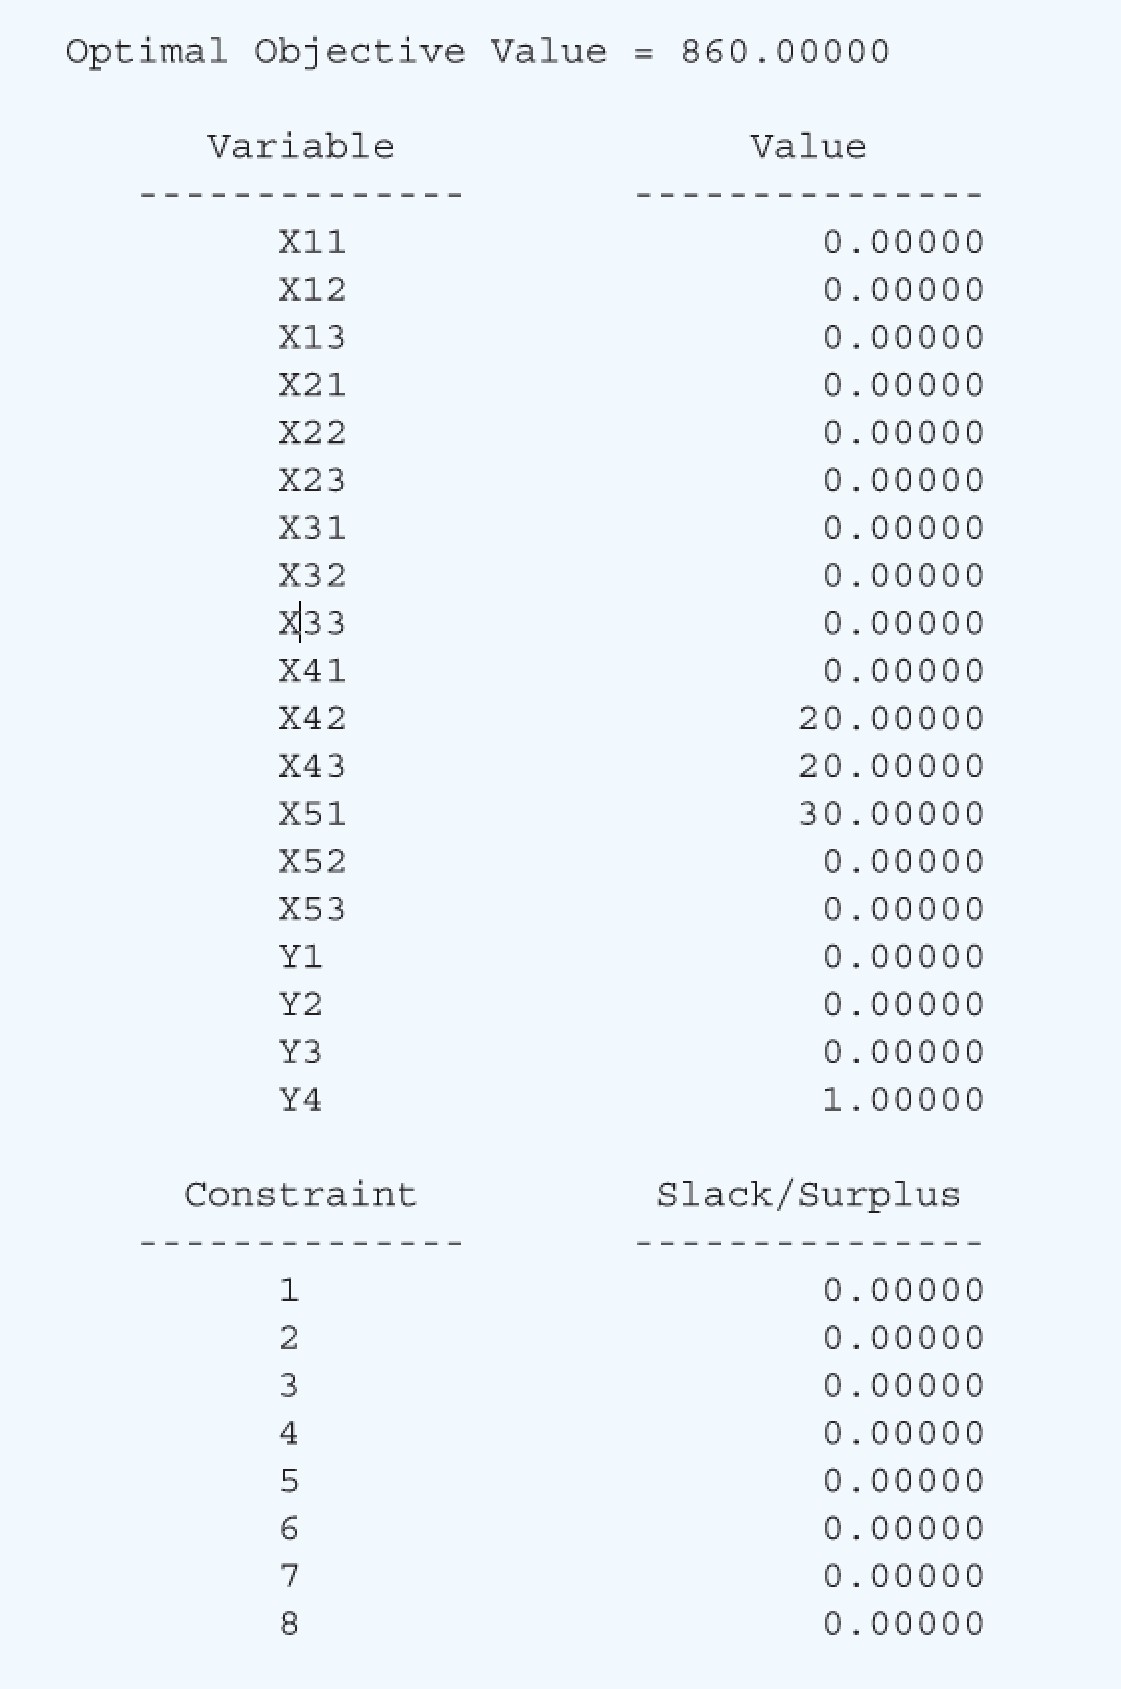 Optimal Objective Value = 860.00000
Variable Value
-------------- ---------------
X11 0.00000
X12 0.00000
X13 0.00000
X21 0.00000
X22 0.00000
X23 0.00000
X31 0.00000
X32 0.00000
X33 0.00000
X41 0.00000
X42 20.00000
X43 20.00000
X51 30.00000
X52 0.00000
X53 0.00000
Y1 0.00000
Y2 0.00000
Y3 0.00000
Y4 1.00000
Constraint Slack/Surplus
-------------- ---------------
1 0.00000
2 0.00000
3 0.00000
4 0.00000
5 0.00000
6 0.00000
7 0.00000
8 0.00000